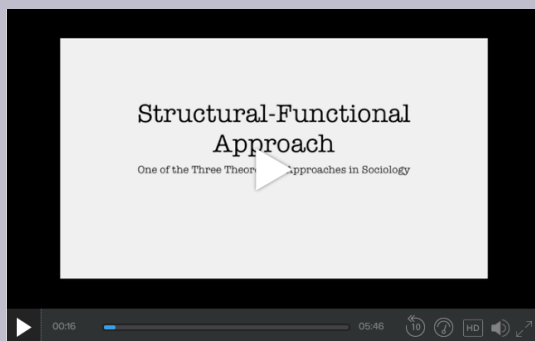 Structural-Functional
Approach
One of the Three Approaches in Sociology
00:16
05:46
10
HD